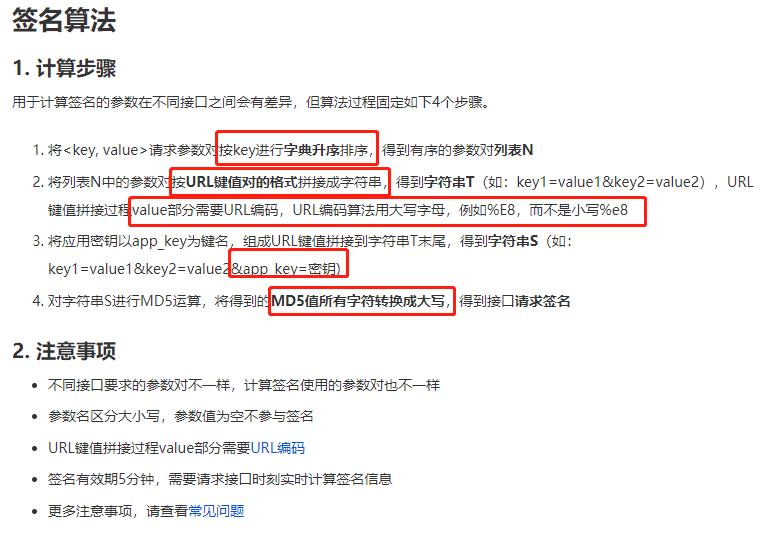 签名算法
1. 计算步骤
用于计算签名的参数在不同接口之间会有差异，但算法过程固定如下4个步骤。
1. 将<key, value>请求参数对按key进行字典升序排序，得到有序的参数对列表N
2. 将列表N中的参数对按URL键值对的格式拼接成字符串，得到字符串T（如：key1=value1&key2=value2），URL
键值拼接过程value部分需要URL编码，URL编码算法用大写字母，例如%E8，而不是小写%e8
3. 将应用密钥以app_key为键名，组成URL键值拼接到字符串T末尾，得到字符串S（如：
key1=value1&key2=value2&app_key=密钥)
4. 对字符串S进行MD5运算，将得到的MD5值所有字符转换成大写，得到接口请求签名
2. 注意事项
• 不同接口要求的参数对不一样，计算签名使用的参数对也不一样
• 参数名区分大小写，参数值为空不参与签名
• URL键值拼接过程value部分需要URL编码
• 签名有效期5分钟，需要请求接口时刻实时计算签名信息
• 更多注意事项，请查看常见问题